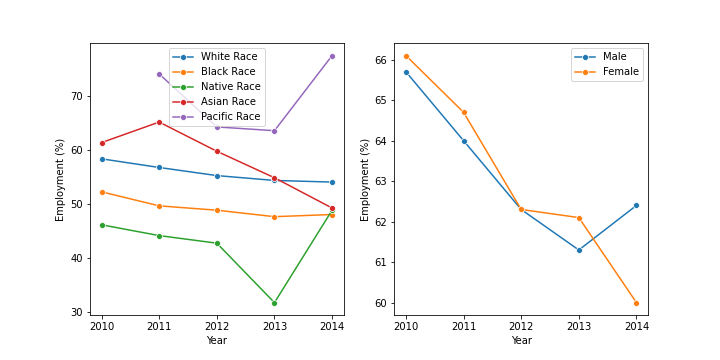 White Race
Black Race
Native Race
Asian Race
Pacific Race
70
60
50
40
30
Employment (%)
2010 2011 2012 2013 2014
Year
Male
Female
66
65
64
63
62
61
60
Employment (%)
2010 2011 2012 2013 2014
Year